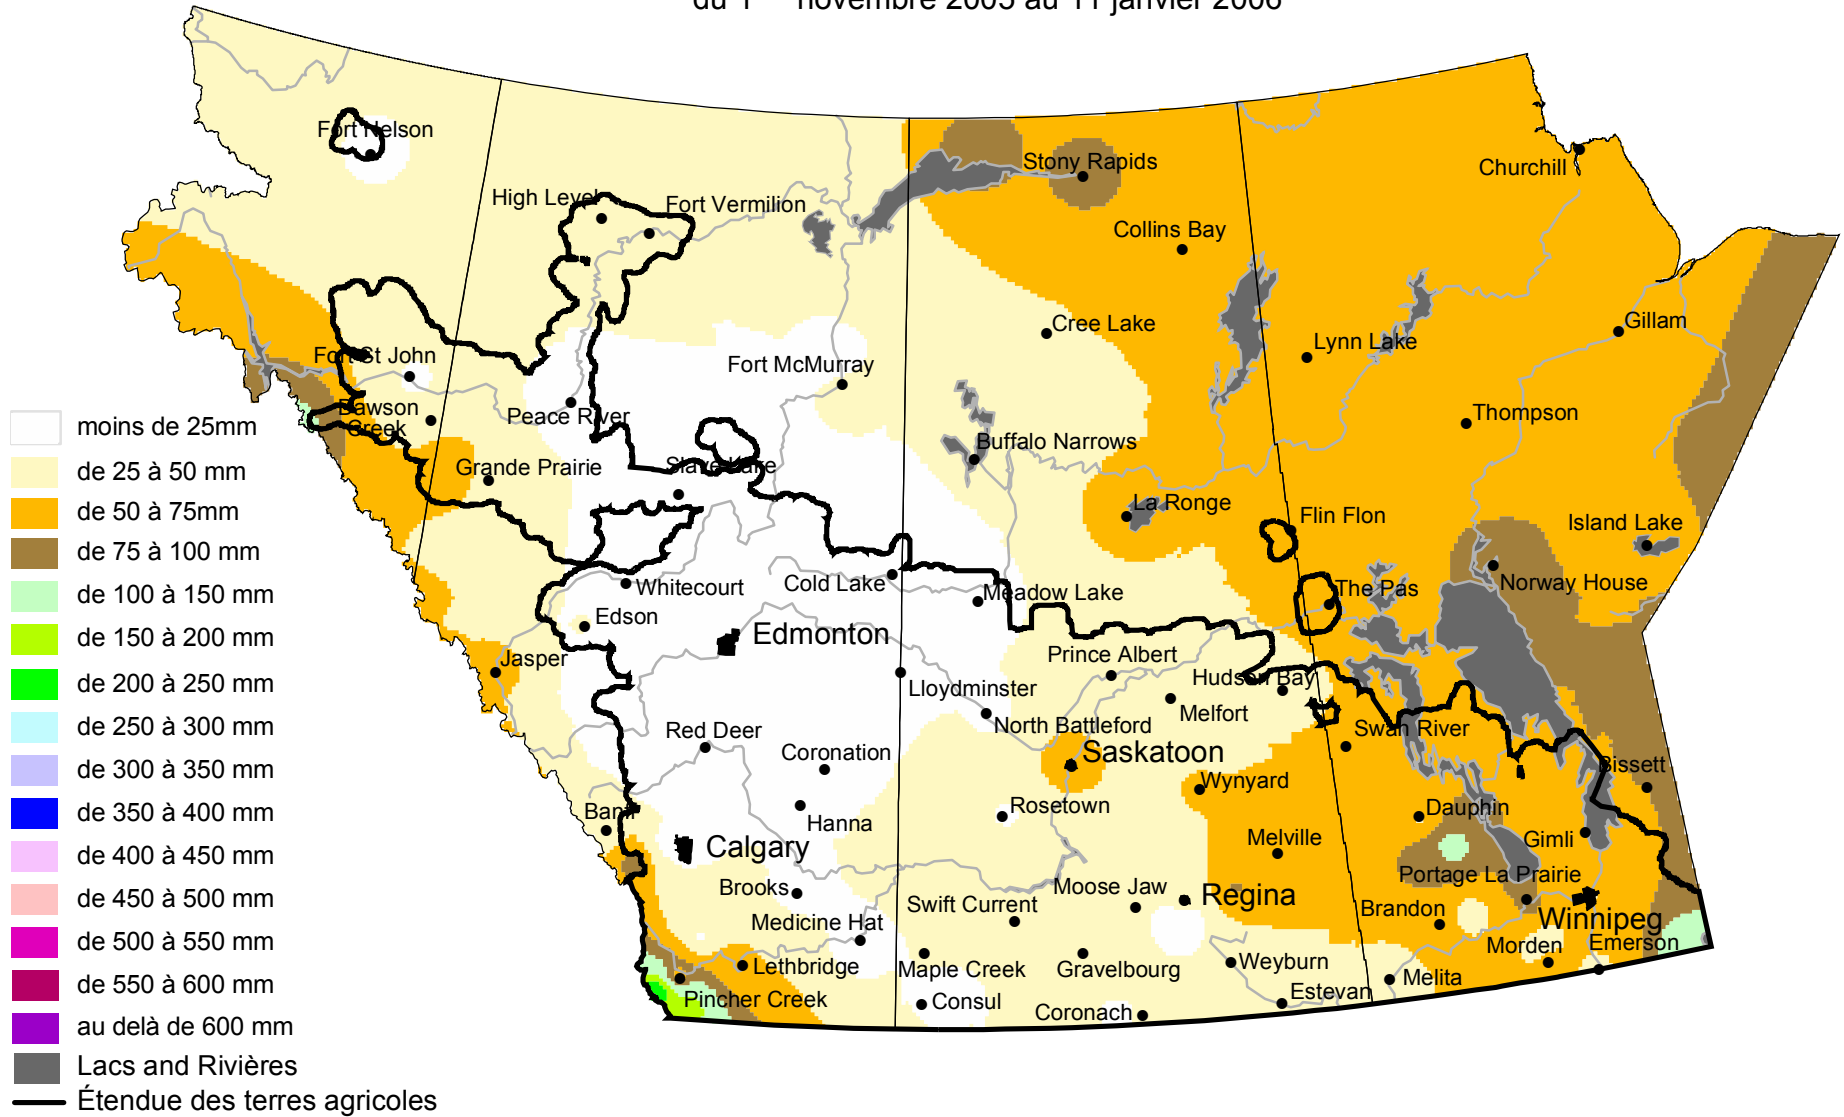 du 1 novembre 2005 au 11 janvier 2006
Fort Nelson
High Level
Fort Vermilion
Stony Rapids
Churchill
Collins Bay
Cree Lake
Lynn Lake
Gillam
Fort St John
Fort McMurray
Dawson
Creek
Peace River
Thompson
Buffalo Narrows
Grande Prairie
Slave Lake
La Ronge
Flin Flon
Island Lake
Whitecourt
Cold Lake
Meadow Lake
The Pas
Norway House
Edson
Edmonton
Jasper
Prince Albert
Hudson Bay
Lloydminster
Melfort
North Battleford
Swan River
Red Deer
Coronation
Saskatoon
Bissett
Wynyard
Banff
Hanna
Rosetown
Dauphin
Calgary
Melville
Gimli
Brooks
Moose Jaw
Regina
Portage La Prairie
Medicine Hat
Swift Current
Brandon
Winnipeg
Lethbridge
Maple Creek
Gravelbourg
Weyburn
Morden
Emerson
Pincher Creek
Consul
Coronach
Estevan
Melita
moins de 25mm
de 25 à 50 mm
de 50 à 75mm
de 75 à 100 mm
de 100 à 150 mm
de 150 à 200 mm
de 200 à 250 mm
de 250 à 300 mm
de 300 à 350 mm
de 350 à 400 mm
de 400 à 450 mm
de 450 à 500 mm
de 500 à 550 mm
de 550 à 600 mm
au delà de 600 mm
Lacs and Rivières
Étendue des terres agricoles